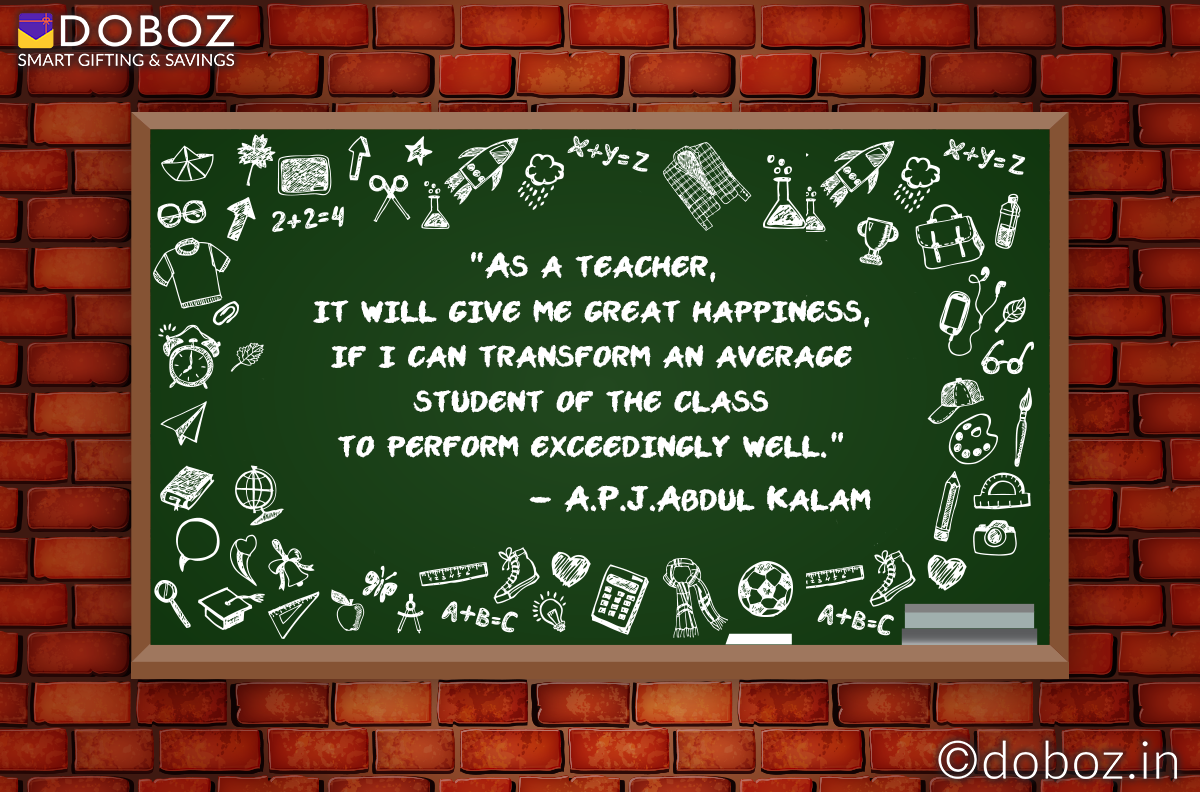 DOBOZ
SMART GIFTING & SAVINGS
X+Y=Z
X+Y=Z
2+2=4
"AS A TEACHER,
IT WILL GIVE ME GREAT HAPPINESS,
IF I CAN TRANSFORM AN AVERAGE
STUDENT OF THE CLASS
TO PERFORM EXCEEDINGLY WELL."
– A.P.J.ABDUL KALAM
A+B=C
A+B=C
©doboz.in